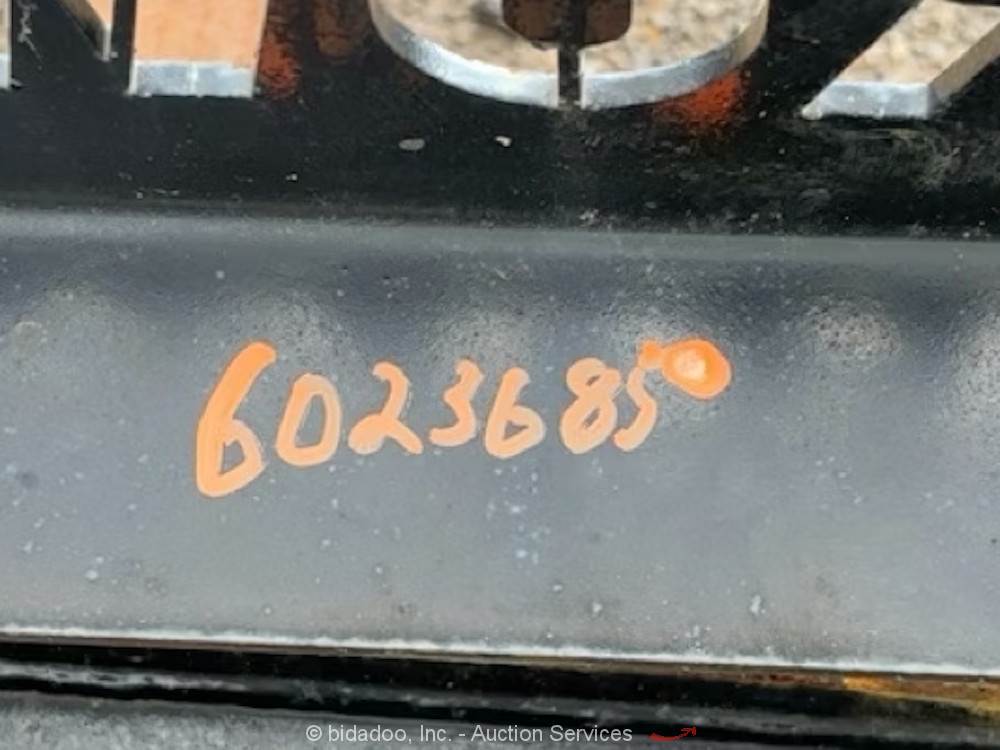 6023685
© bidadoo, Inc. - Auction Services